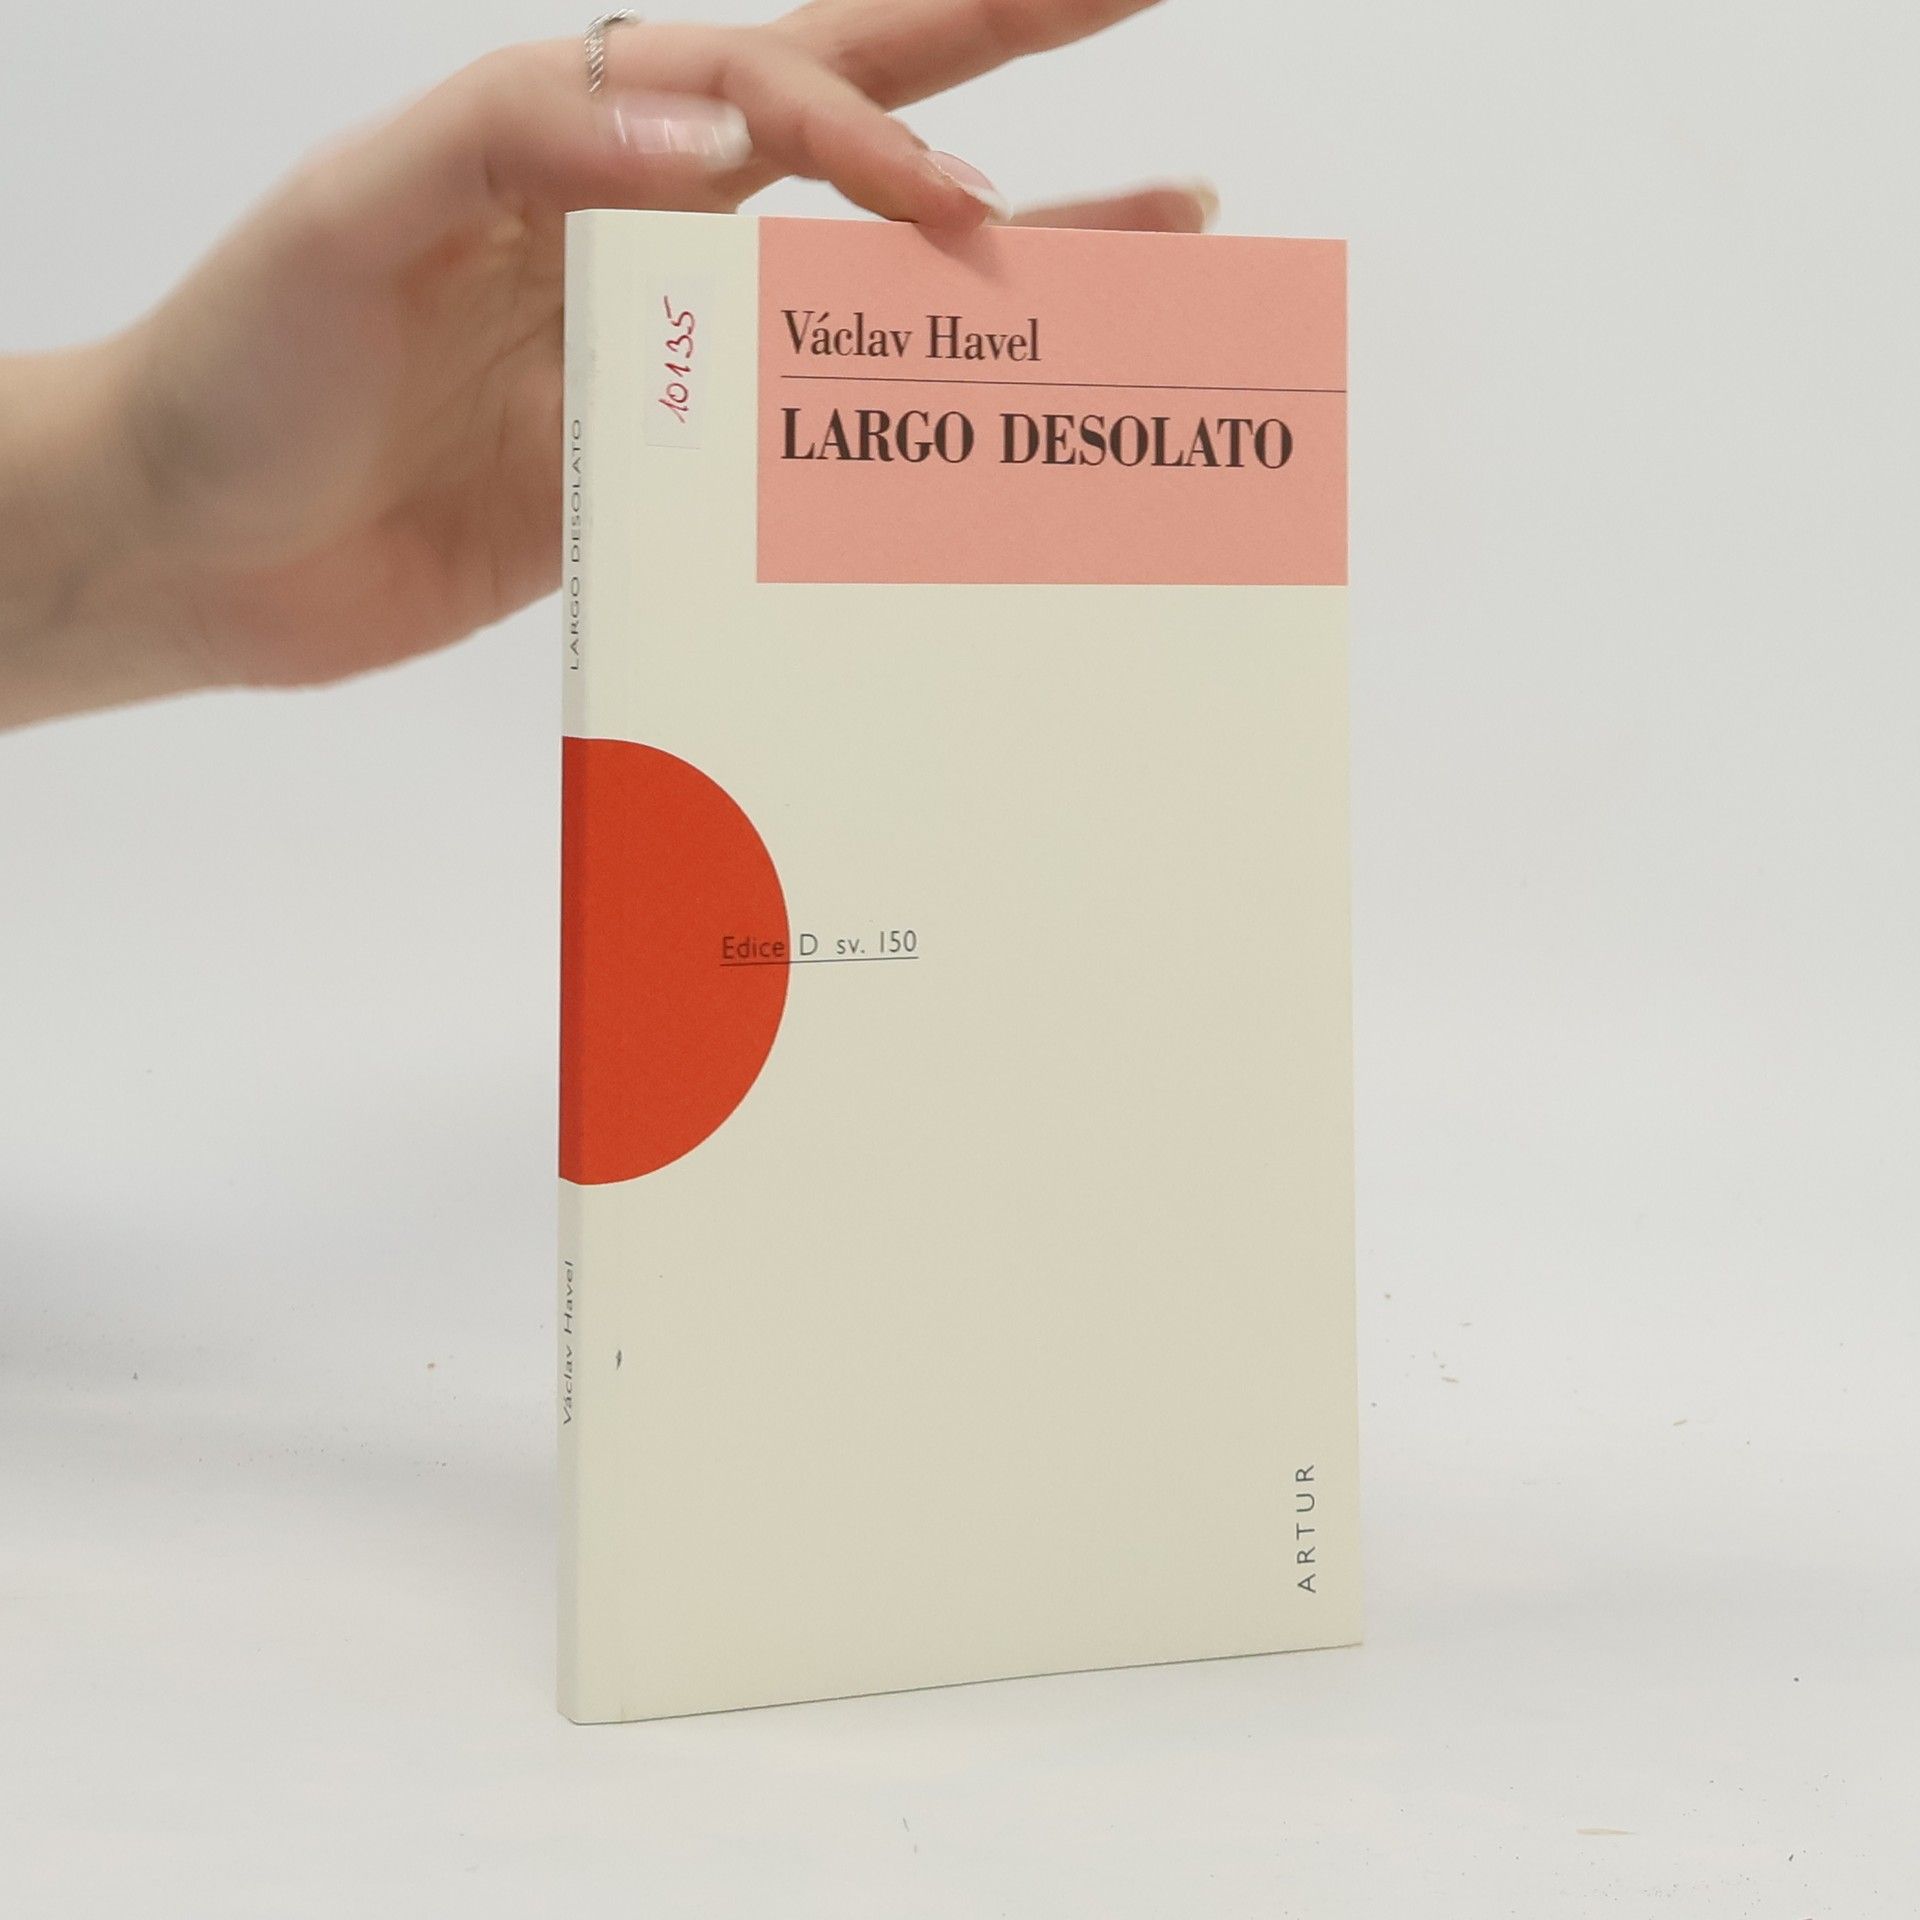 10135
Václav Havel
LARGO DESOLATO
LARGO DESOLATO
Edice D sv. 150
Václav Havel
ARTUR